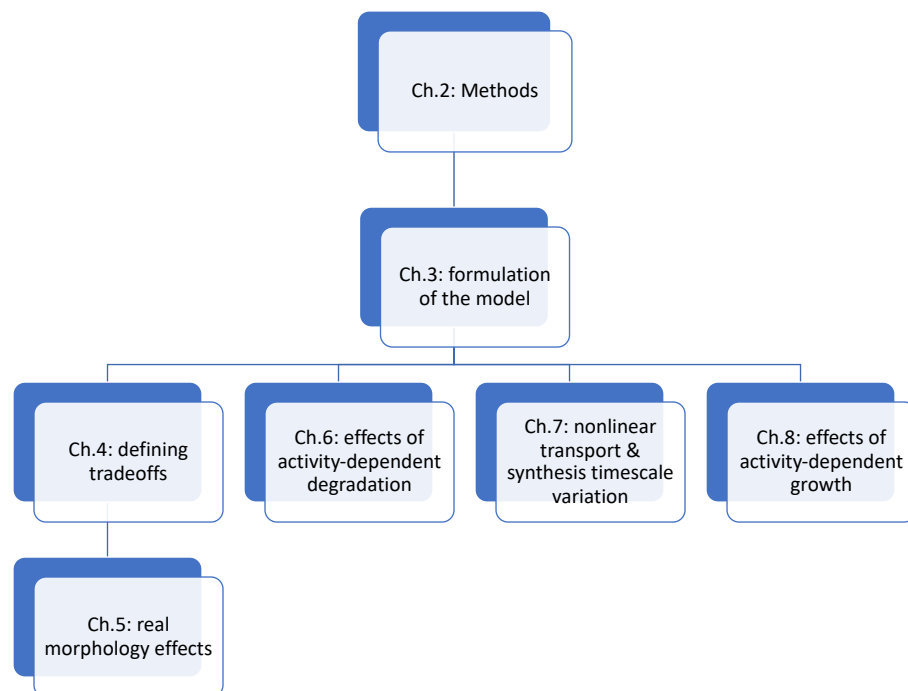 Ch.2: Methods
Ch.3: formulation
of the model
Ch.4: defining
tradeoffs
Ch.6: effects of
activity-dependent
degradation
Ch.7: nonlinear
transport &
synthesis timescale
variation
Ch.8: effects of
activity-dependent
growth
Ch.5: real
morphology effects